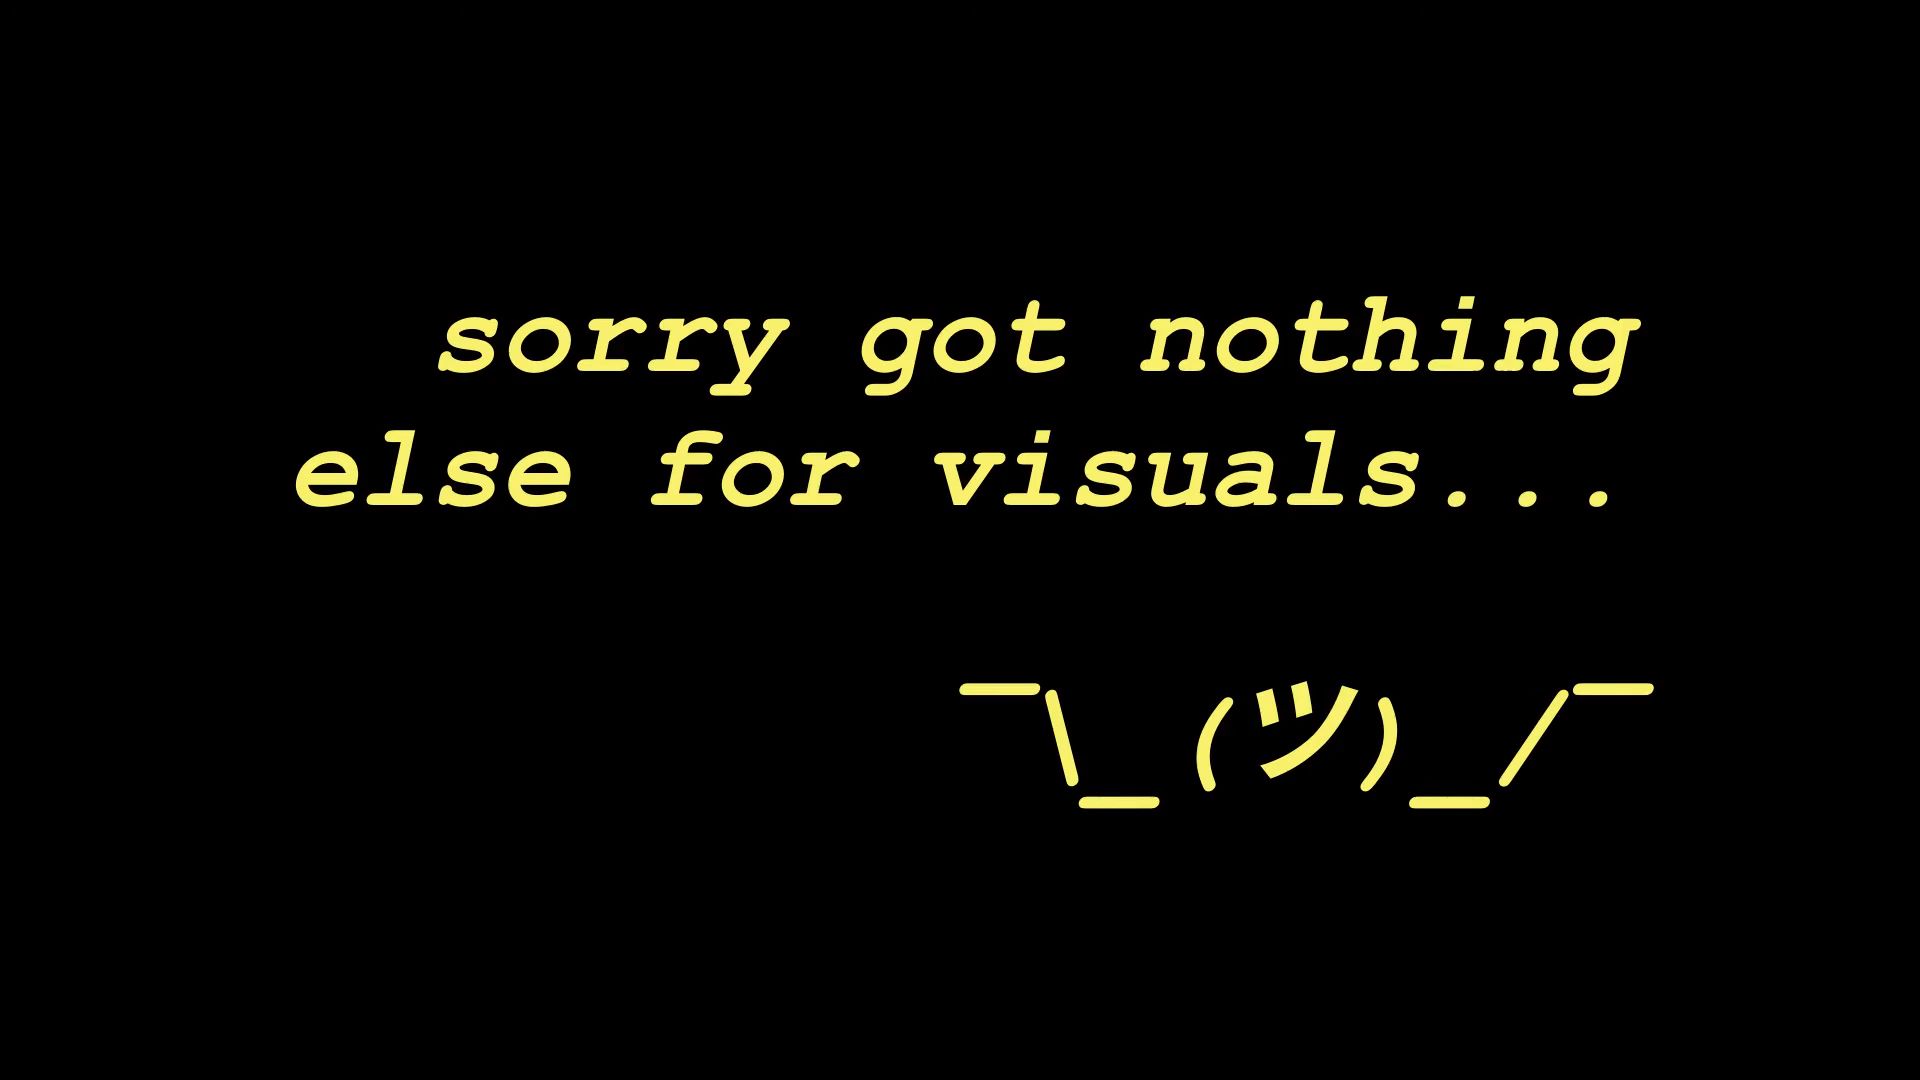 sorry got nothing
else for visuals...
¯\_(ツ)_/¯